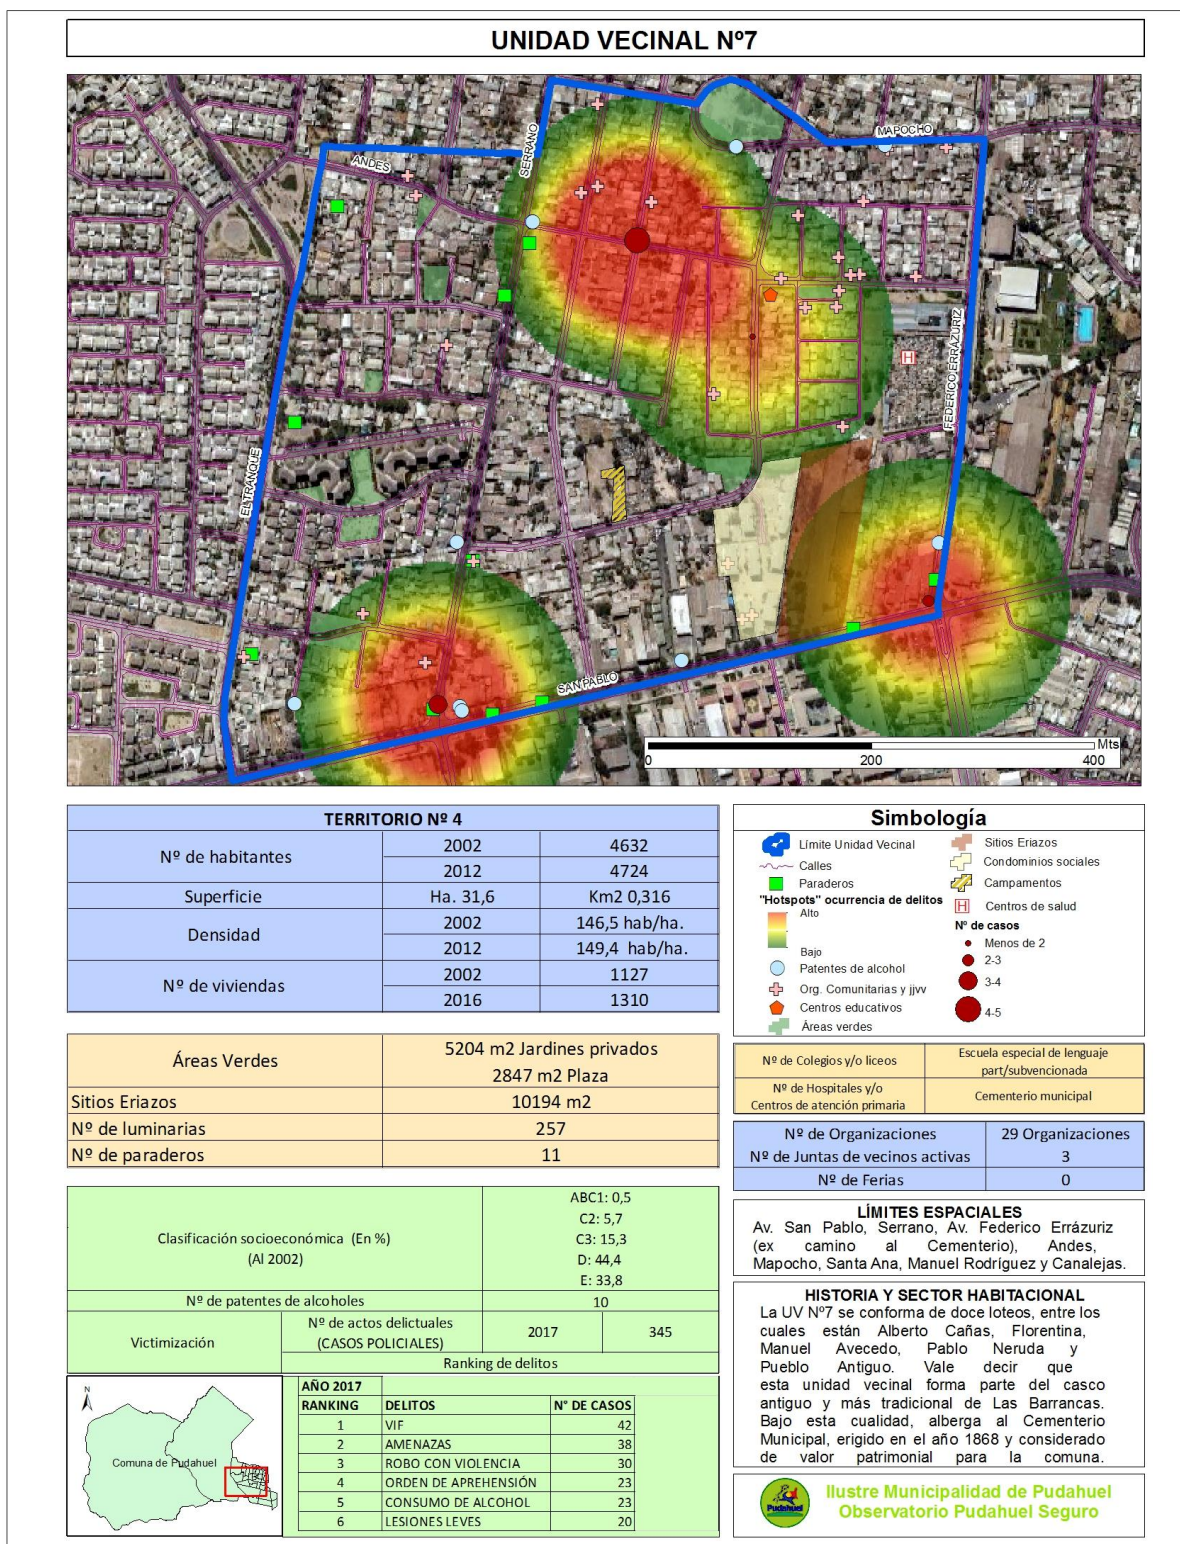 UNIDAD VECINAL Nº7
ANDES
SERRANO
MAPOCHO
EL TRANQUE
FEDERICO ERRAZURIZ
H
1
SAN PABLO
Mts
0 200 400
TERRITORIO Nº 4
Nº de habitantes
2002 4632
2012 4724
Superficie Ha. 31,6 Km2 0,316
Densidad
2002 146,5 hab/ha.
2012 149,4 hab/ha.
Nº de viviendas
2002 1127
2016 1310
Áreas Verdes
5204 m2 Jardines privados
2847 m2 Plaza
Sitios Eriazos 10194 m2
Nº de luminarias 257
Nº de paraderos 11
Clasificación socioeconómica (En %)
(Al 2002)
ABC1: 0,5
C2: 5,7
C3: 15,3
D: 44,4
E: 33,8
Nº de patentes de alcoholes 10
Victimización
Nº de actos delictuales
(CASOS POLICIALES)
2017 345
Ranking de delitos
N
Comuna de Pudahuel
AÑO 2017
RANKING DELITOS N° DE CASOS
1 VIF 42
2 AMENAZAS 38
3 ROBO CON VIOLENCIA 30
4 ORDEN DE APREHENSIÓN 23
5 CONSUMO DE ALCOHOL 23
6 LESIONES LEVES 20
Simbología
Límite Unidad Vecinal
Calles
Paraderos
"Hotspots" ocurrencia de delitos
Alto
Bajo
Patentes de alcohol
Org. Comunitarias y jjvv
Centros educativos
Áreas verdes
Sitios Eriazos
Condominios sociales
Campamentos
H Centros de salud
Nº de casos
Menos de 2
2-3
3-4
4-5
Nº de Colegios y/o liceos
Escuela especial de lenguaje
part/subvencionada
Nº de Hospitales y/o
Centros de atención primaria
Cementerio municipal
Nº de Organizaciones 29 Organizaciones
Nº de Juntas de vecinos activas 3
Nº de Ferias 0
LÍMITES ESPACIALES
Av. San Pablo, Serrano, Av. Federico Errázuriz
(ex camino al Cementerio), Andes,
Mapocho, Santa Ana, Manuel Rodríguez y Canalejas.
HISTORIA Y SECTOR HABITACIONAL
La UV Nº7 se conforma de doce loteos, entre los
cuales están Alberto Cañas, Florentina,
Manuel Avecedo, Pablo Neruda y
Pueblo Antiguo. Vale decir que
esta unidad vecinal forma parte del casco
antiguo y más tradicional de Las Barrancas.
Bajo esta cualidad, alberga al Cementerio
Municipal, erigido en el año 1868 y considerado
de valor patrimonial para la comuna.
Pudahuel
Ilustre Municipalidad de Pudahuel
Observatorio Pudahuel Seguro